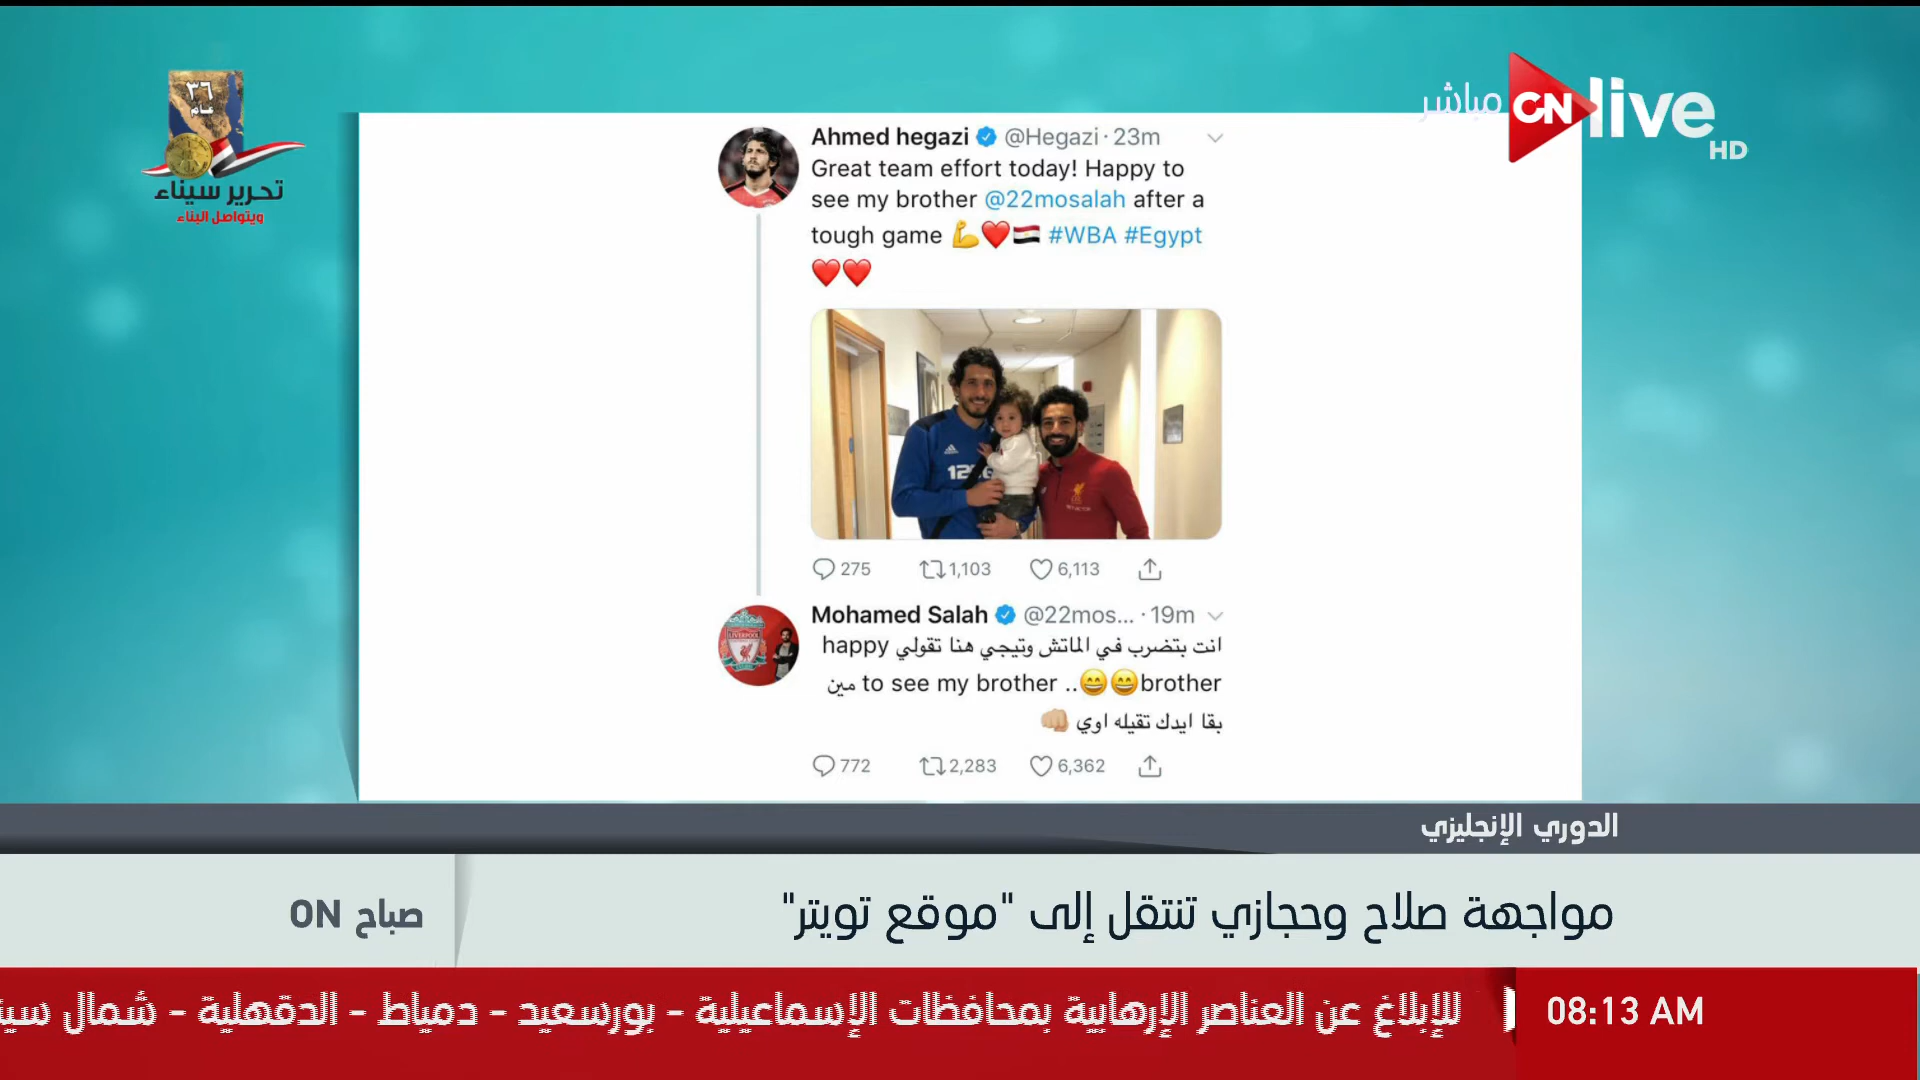 ٣٦
عام
تحرير سيناء
ويتواصل البناء
مباشر ON live
HD
Ahmed hegazi @Hegazi · 23m
Great team effort today! Happy to
see my brother @22mosalah after a
tough game 💪❤️🇪🇬 #WBA #Egypt
❤️❤️
275 1,103 6,113
Mohamed Salah @22mos... · 19m
انت بتضرب في الماتش وتيجي هنا تقولي happy
to see my brother ..😄😄brother مين
بقا ايدك تقيله اوي 👊🏼
772 2,283 6,362
الدوري الإنجليزي
مواجهة صلاح وحجازي تنتقل إلى "موقع تويتر"
صباح ON
08:13 AM
للإبلاغ عن العناصر الإرهابية بمحافظات الإسماعيلية - بورسعيد - دمياط - الدقهلية - شمال